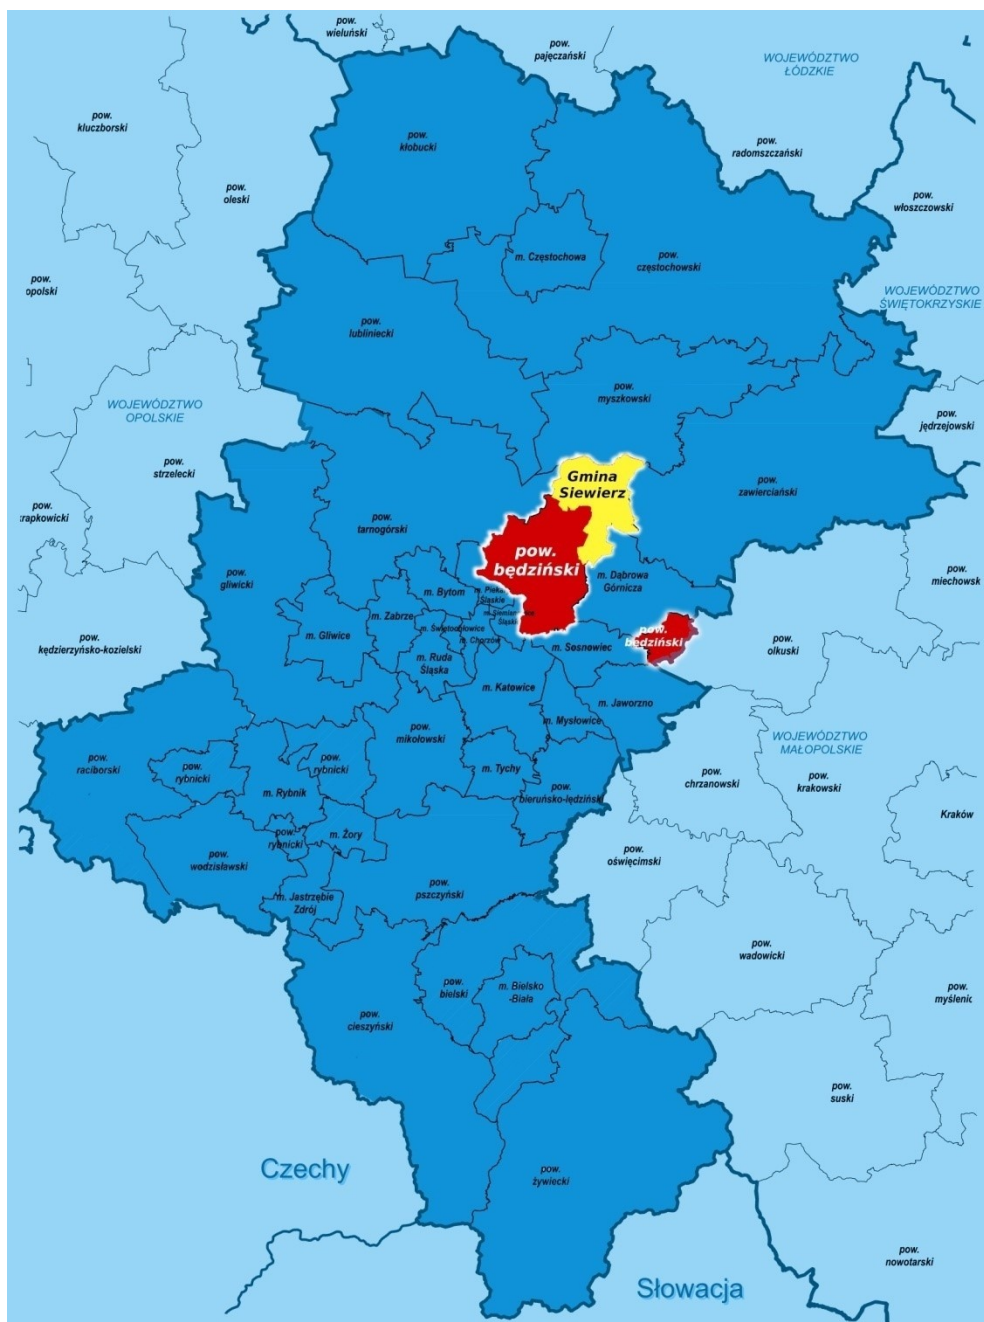 pow.
wieluński
pow.
pajęczański
WOJEWÓDZTWO
ŁÓDZKIE
pow.
kluczborski
pow.
kłobucki
pow.
radomszczański
pow.
oleski
pow.
włoszczowski
m. Częstochowa
pow.
częstochowski
pow.
opolski
WOJEWÓDZTWO
ŚWIĘTOKRZYSKIE
pow.
lubliniecki
pow.
myszkowski
WOJEWÓDZTWO
OPOLSKIE
pow.
jędrzejowski
pow.
strzelecki
Gmina
Siewierz
pow.
zawierciański
pow.
krapkowicki
pow.
tarnogórski
pow.
będziński
pow.
gliwicki
m. Dąbrowa
Górnicza
pow.
miechowsk
m. Bytom
m. Pieka
Śląskie
m. Zabrze
m. Siemianowice
Śląskie
m. Świętochłowice
m. Chorzów
m. Gliwice
pow.
kędzierzyńsko-kozielski
pow.
będziński
pow.
olkuski
m. Sosnowiec
m. Ruda
Śląska
m. Katowice
m. Jaworzno
m. Mysłowice
pow.
mikołowski
WOJEWÓDZTWO
MAŁOPOLSKIE
pow.
raciborski
pow.
rybnicki
pow.
rybnicki
m. Tychy
pow.
chrzanowski
pow.
krakowski
m. Rybnik
pow.
bieruńsko-lędziński
Kraków
pow.
rybnicki
m. Żory
pow.
wodzisławski
pow.
oświęcimski
pow.
pszczyński
m. Jastrzębie
Zdrój
pow.
wadowicki
pow.
bielski
m. Bielsko
-Biała
pow.
myślenic
pow.
cieszyński
pow.
suski
Czechy
pow.
żywiecki
pow.
nowotarski
Słowacja